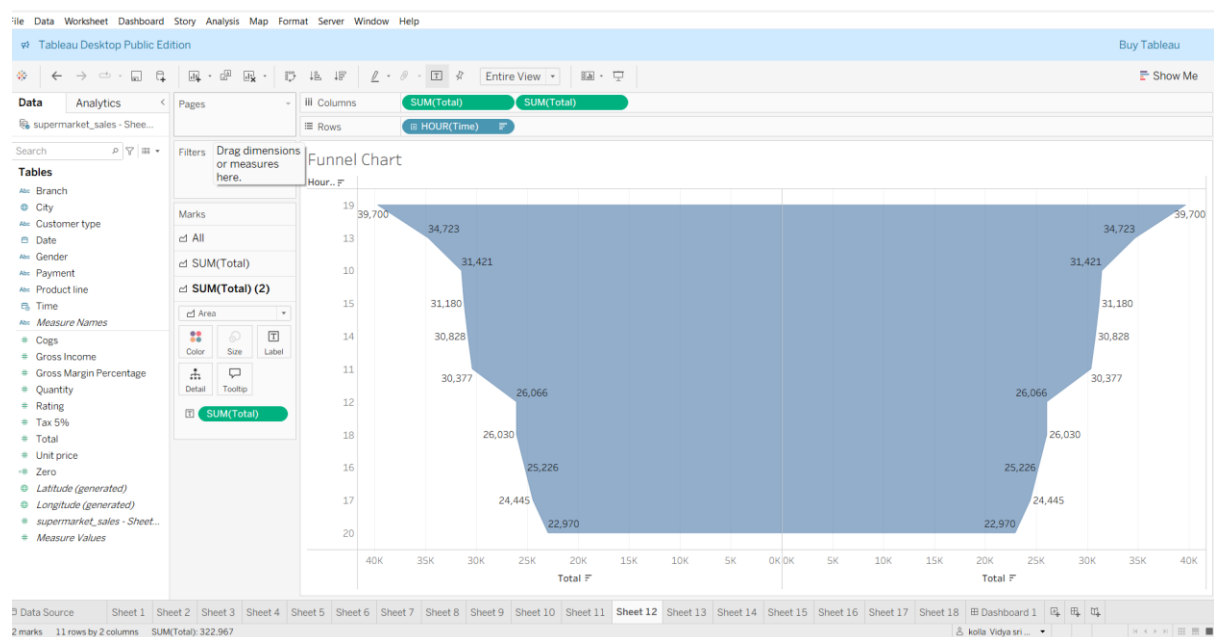 File Data Worksheet Dashboard Story Analysis Map Format Server Window Help
Tableau Desktop Public Edition Buy Tableau
Entire View Show Me
Data Analytics Pages Columns SUM(Total) SUM(Total)
supermarket_sales - Shee... Rows HOUR(Time)
Search Filters
Drag dimensions
or measures
here.
Funnel Chart
Tables
Branch
City
Customer type
Date
Gender
Payment
Product line
Time
Measure Names
Cogs
Gross Income
Gross Margin Percentage
Quantity
Rating
Tax 5%
Total
Unit price
Zero
Latitude (generated)
Longitude (generated)
supermarket_sales - Sheet...
Measure Values
Marks
All
SUM(Total)
SUM(Total) (2)
Area
Color Size Label
Detail Tooltip
SUM(Total)
Hour..
19 39,700 39,700
13 34,723 34,723
10 31,421 31,421
15 31,180 31,180
14 30,828 30,828
11 30,377 30,377
12 26,066 26,066
18 26,030 26,030
16 25,226 25,226
17 24,445 24,445
20 22,970 22,970
40K 35K 30K 25K 20K 15K 10K 5K 0K 0K 5K 10K 15K 20K 25K 30K 35K 40K
Total Total
Data Source Sheet 1 Sheet 2 Sheet 3 Sheet 4 Sheet 5 Sheet 6 Sheet 7 Sheet 8 Sheet 9 Sheet 10 Sheet 11 Sheet 12 Sheet 13 Sheet 14 Sheet 15 Sheet 16 Sheet 17 Sheet 18 Dashboard 1
2 marks 11 rows by 2 columns SUM(Total): 322,967 kolla Vidya sri ...